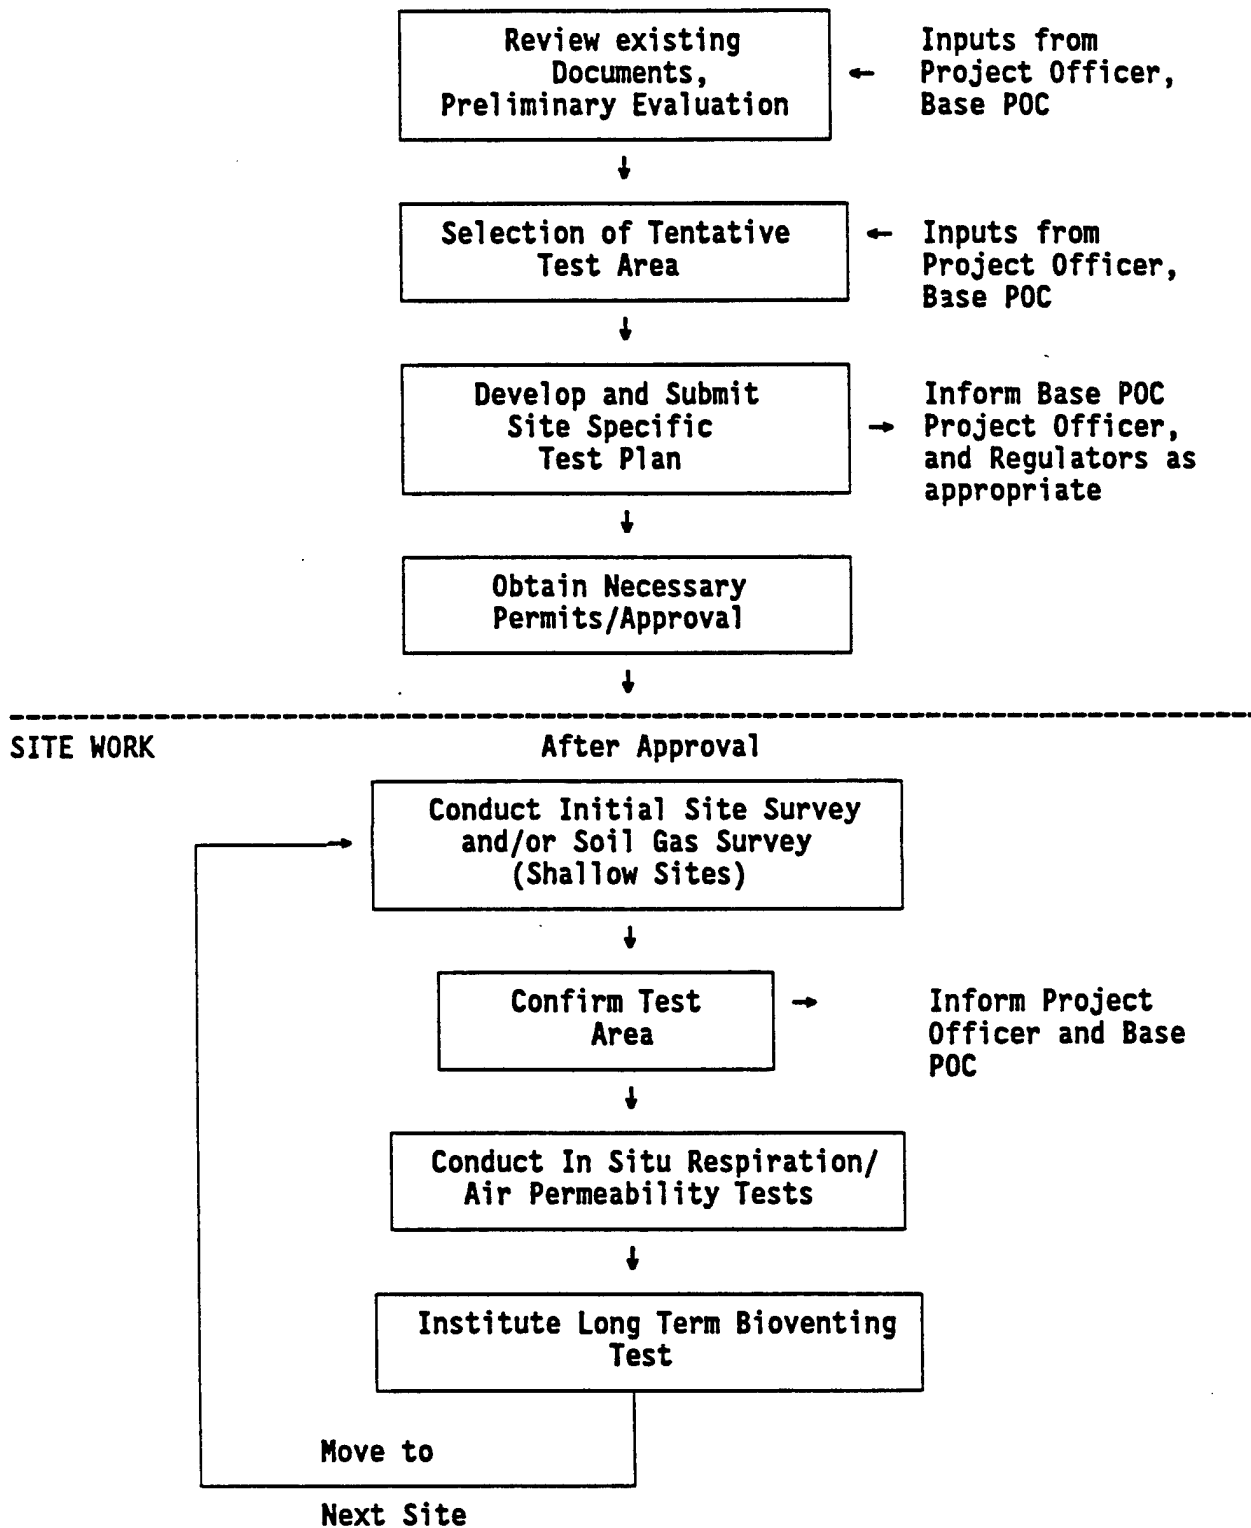 Review existing
Documents,
Preliminary Evaluation
Inputs from
Project Officer,
Base POC
Selection of Tentative
Test Area
Inputs from
Project Officer,
Base POC
Develop and Submit
Site Specific
Test Plan
Inform Base POC
Project Officer,
and Regulators as
appropriate
Obtain Necessary
Permits/Approval
SITE WORK
After Approval
Conduct Initial Site Survey
and/or Soil Gas Survey
(Shallow Sites)
Confirm Test
Area
Inform Project
Officer and Base
POC
Conduct In Situ Respiration/
Air Permeability Tests
Institute Long Term Bioventing
Test
Move to
Next Site